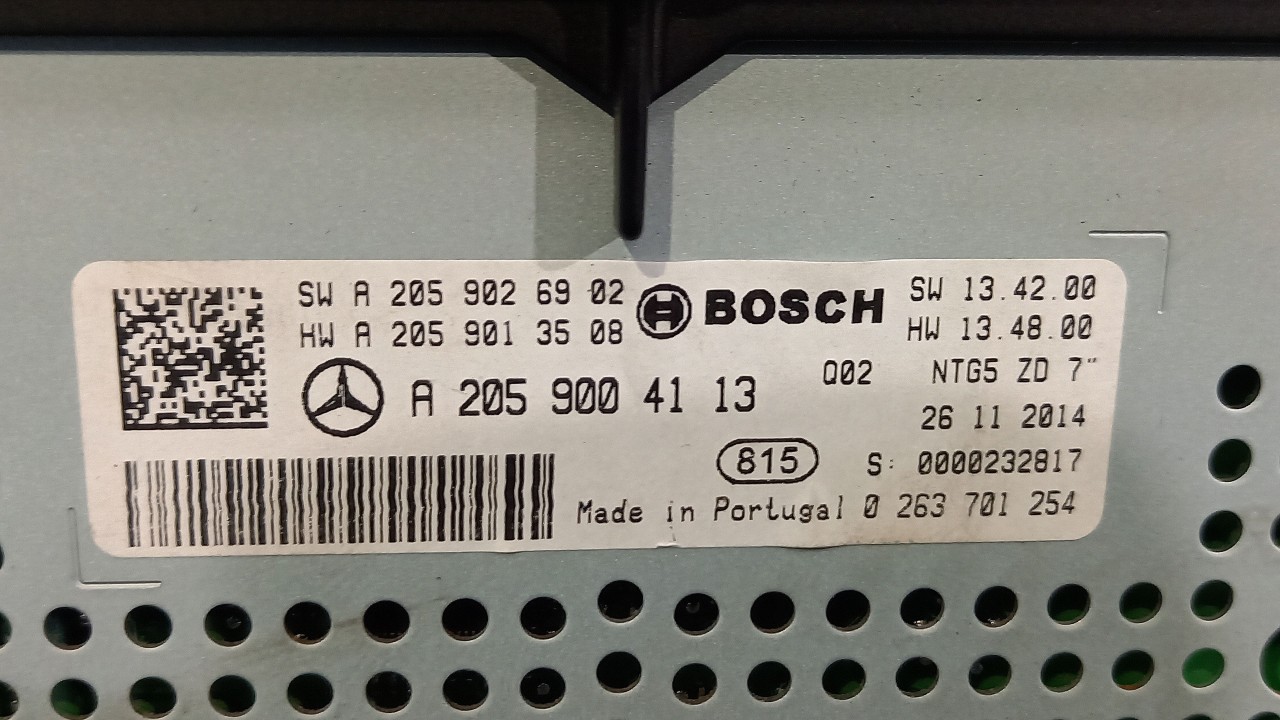 SW A 205 902 69 02
HW A 205 901 35 08
BOSCH
SW 13.42.00
HW 13.48.00
A 205 900 41 13
Q02 NTG5 ZD 7"
26 11 2014
815 S: 0000232817
Made in Portugal 0 263 701 254